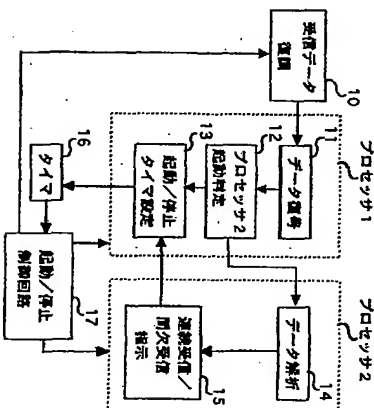 プロセッサ1
プロセッサ2
受信データ
復調
10
データ復号
11
プロセッサ2
起動判定
12
起動/停止
タイマ設定
13
データ解析
14
連続受信/
間欠受信
指示
15
タイマ
16
起動/停止
制御回路
17